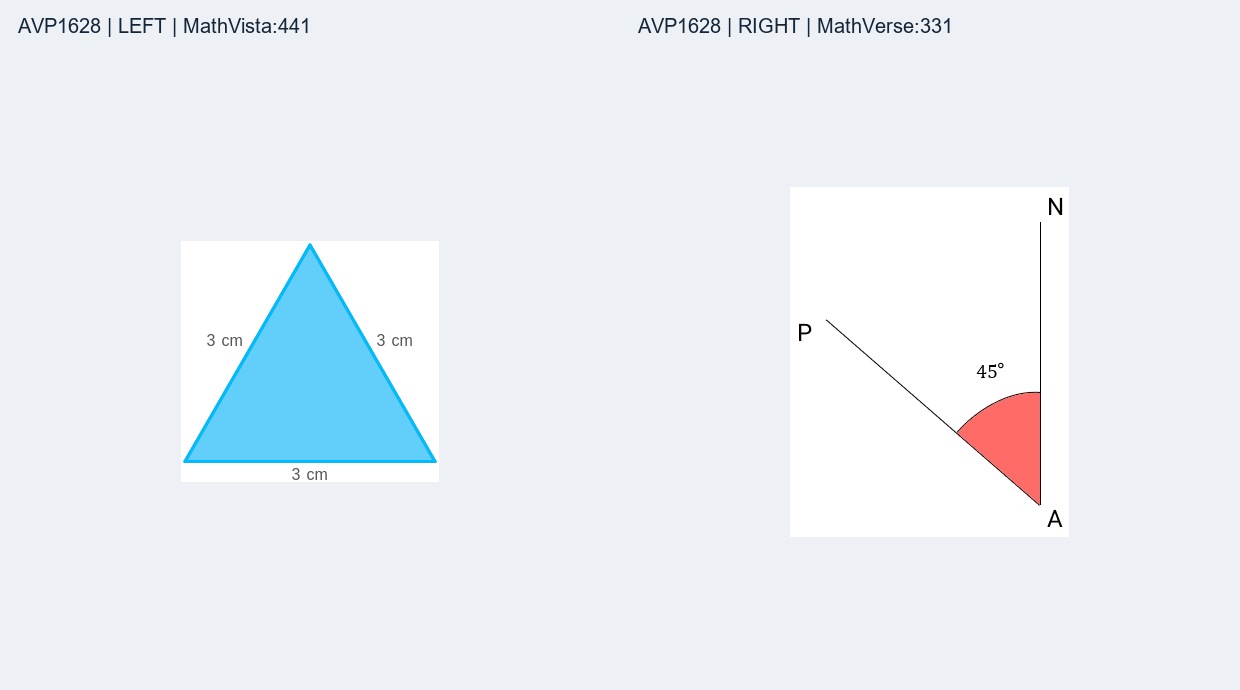 AVP1628 | LEFT | MathVista:441
AVP1628 | RIGHT | MathVerse:331
3 cm
3 cm
3 cm
N
P
45°
A